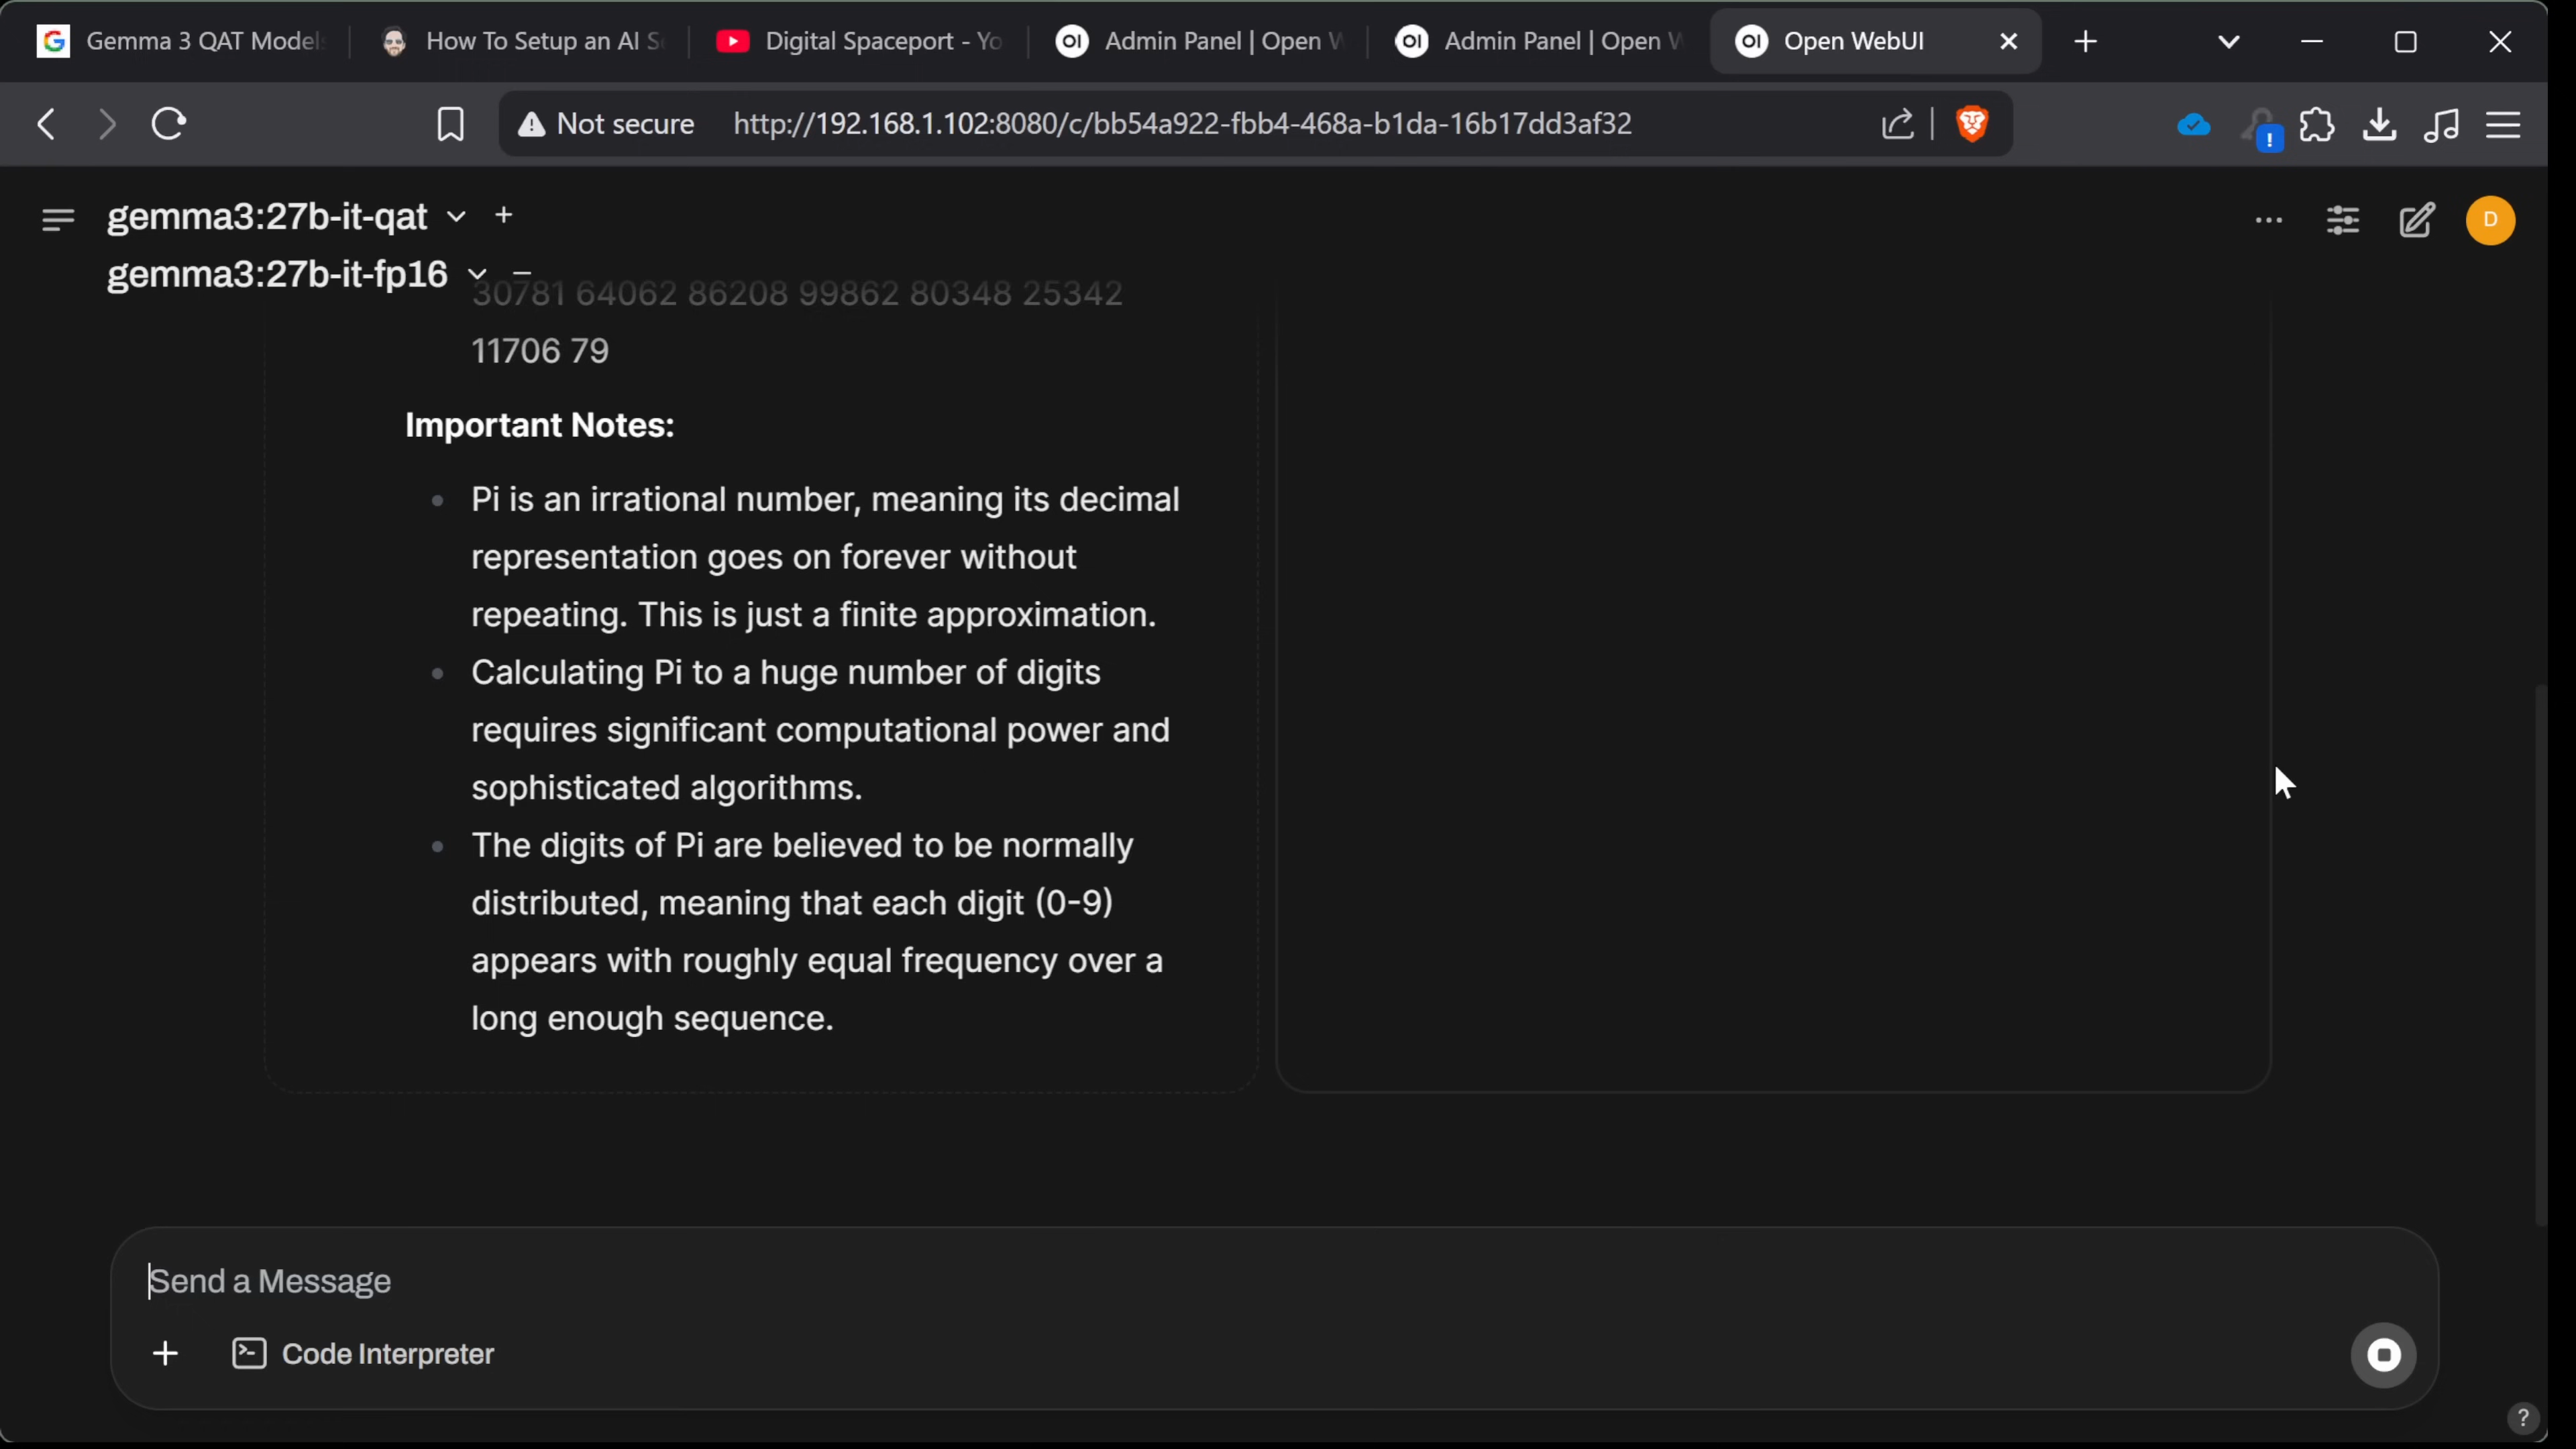 Gemma 3 QAT Models
How To Setup an AI Se
Digital Spaceport - Yo
Admin Panel | Open W
Admin Panel | Open W
Open WebUI
Not secure
http://192.168.1.102:8080/c/bb54a922-fbb4-468a-b1da-16b17dd3af32
gemma3:27b-it-qat
D
gemma3:27b-it-fp16
30781 64062 86208 99862 80348 25342
11706 79
Important Notes:
Pi is an irrational number, meaning its decimal
representation goes on forever without
repeating. This is just a finite approximation.
Calculating Pi to a huge number of digits
requires significant computational power and
sophisticated algorithms.
The digits of Pi are believed to be normally
distributed, meaning that each digit (0-9)
appears with roughly equal frequency over a
long enough sequence.
Send a Message
Code Interpreter